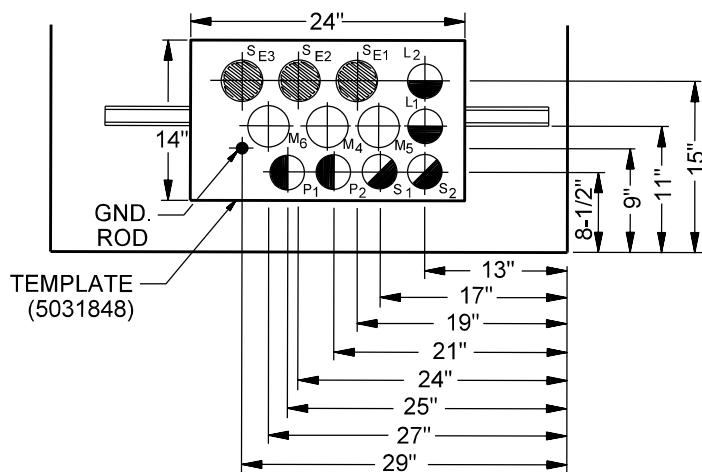 24"
S E3
S E2
S E1
L 2
L 1
14"
M 6
M 4
M 5
P 1
P 2
S 1
S 2
GND.
ROD
TEMPLATE
(5031848)
8-1/2"
9"
11"
15"
13"
17"
19"
21"
24"
25"
27"
29"